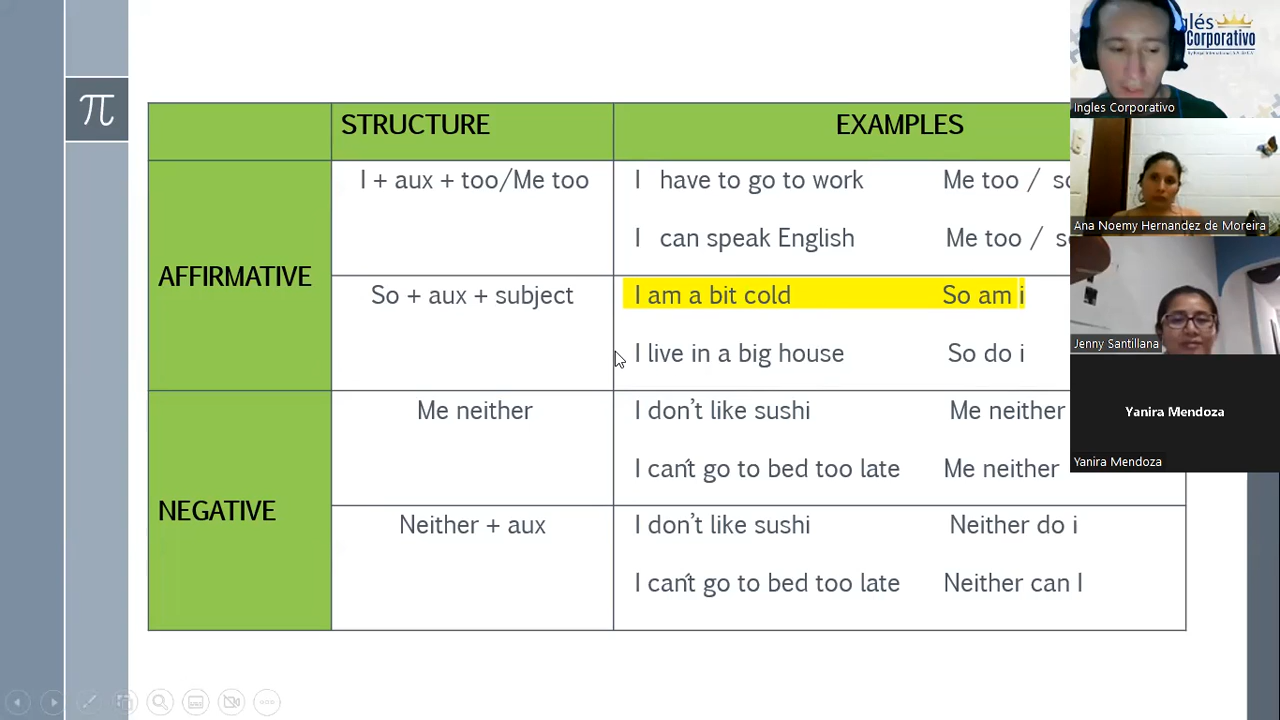 π
STRUCTURE EXAMPLES
AFFIRMATIVE
I + aux + too/Me too
I have to go to work Me too /
I can speak English Me too /
So + aux + subject
I am a bit cold So am i
I live in a big house So do i
NEGATIVE
Me neither
I don't like sushi Me neither
I can't go to bed too late Me neither
Neither + aux
I don't like sushi Neither do i
I can't go to bed too late Neither can I
Corporativo
Ingles Corporativo
Ana Noemy Hernandez de Moreira
Jenny Santillana
Yanira Mendoza
Yanira Mendoza